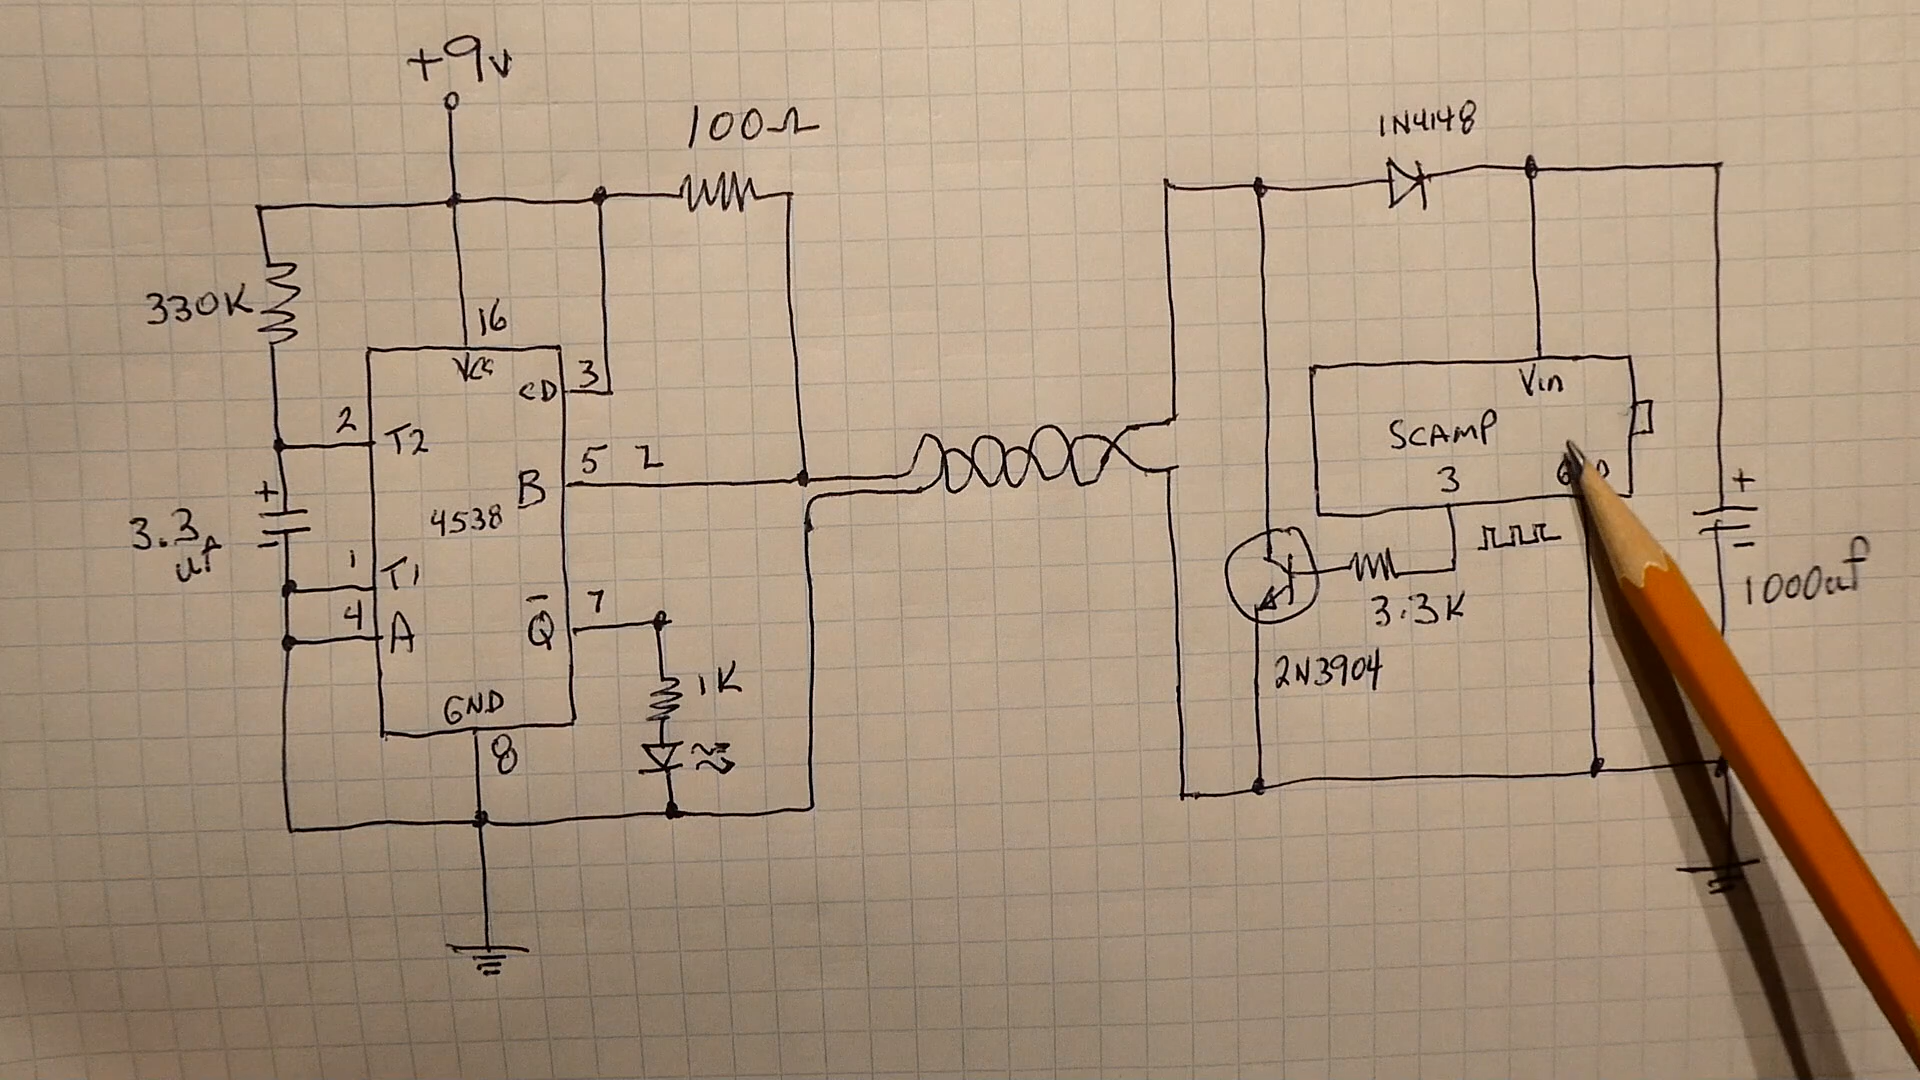 +9v
100Ω
1N4148
330K
16
Vcc
CD
3
2
T2
5
2
B
4538
+
3.3
uf
-
1
T1
4
A
Q̅
7
1K
GND
8
Vin
SCAMP
3
3.3K
2N3904
+
-
1000uf